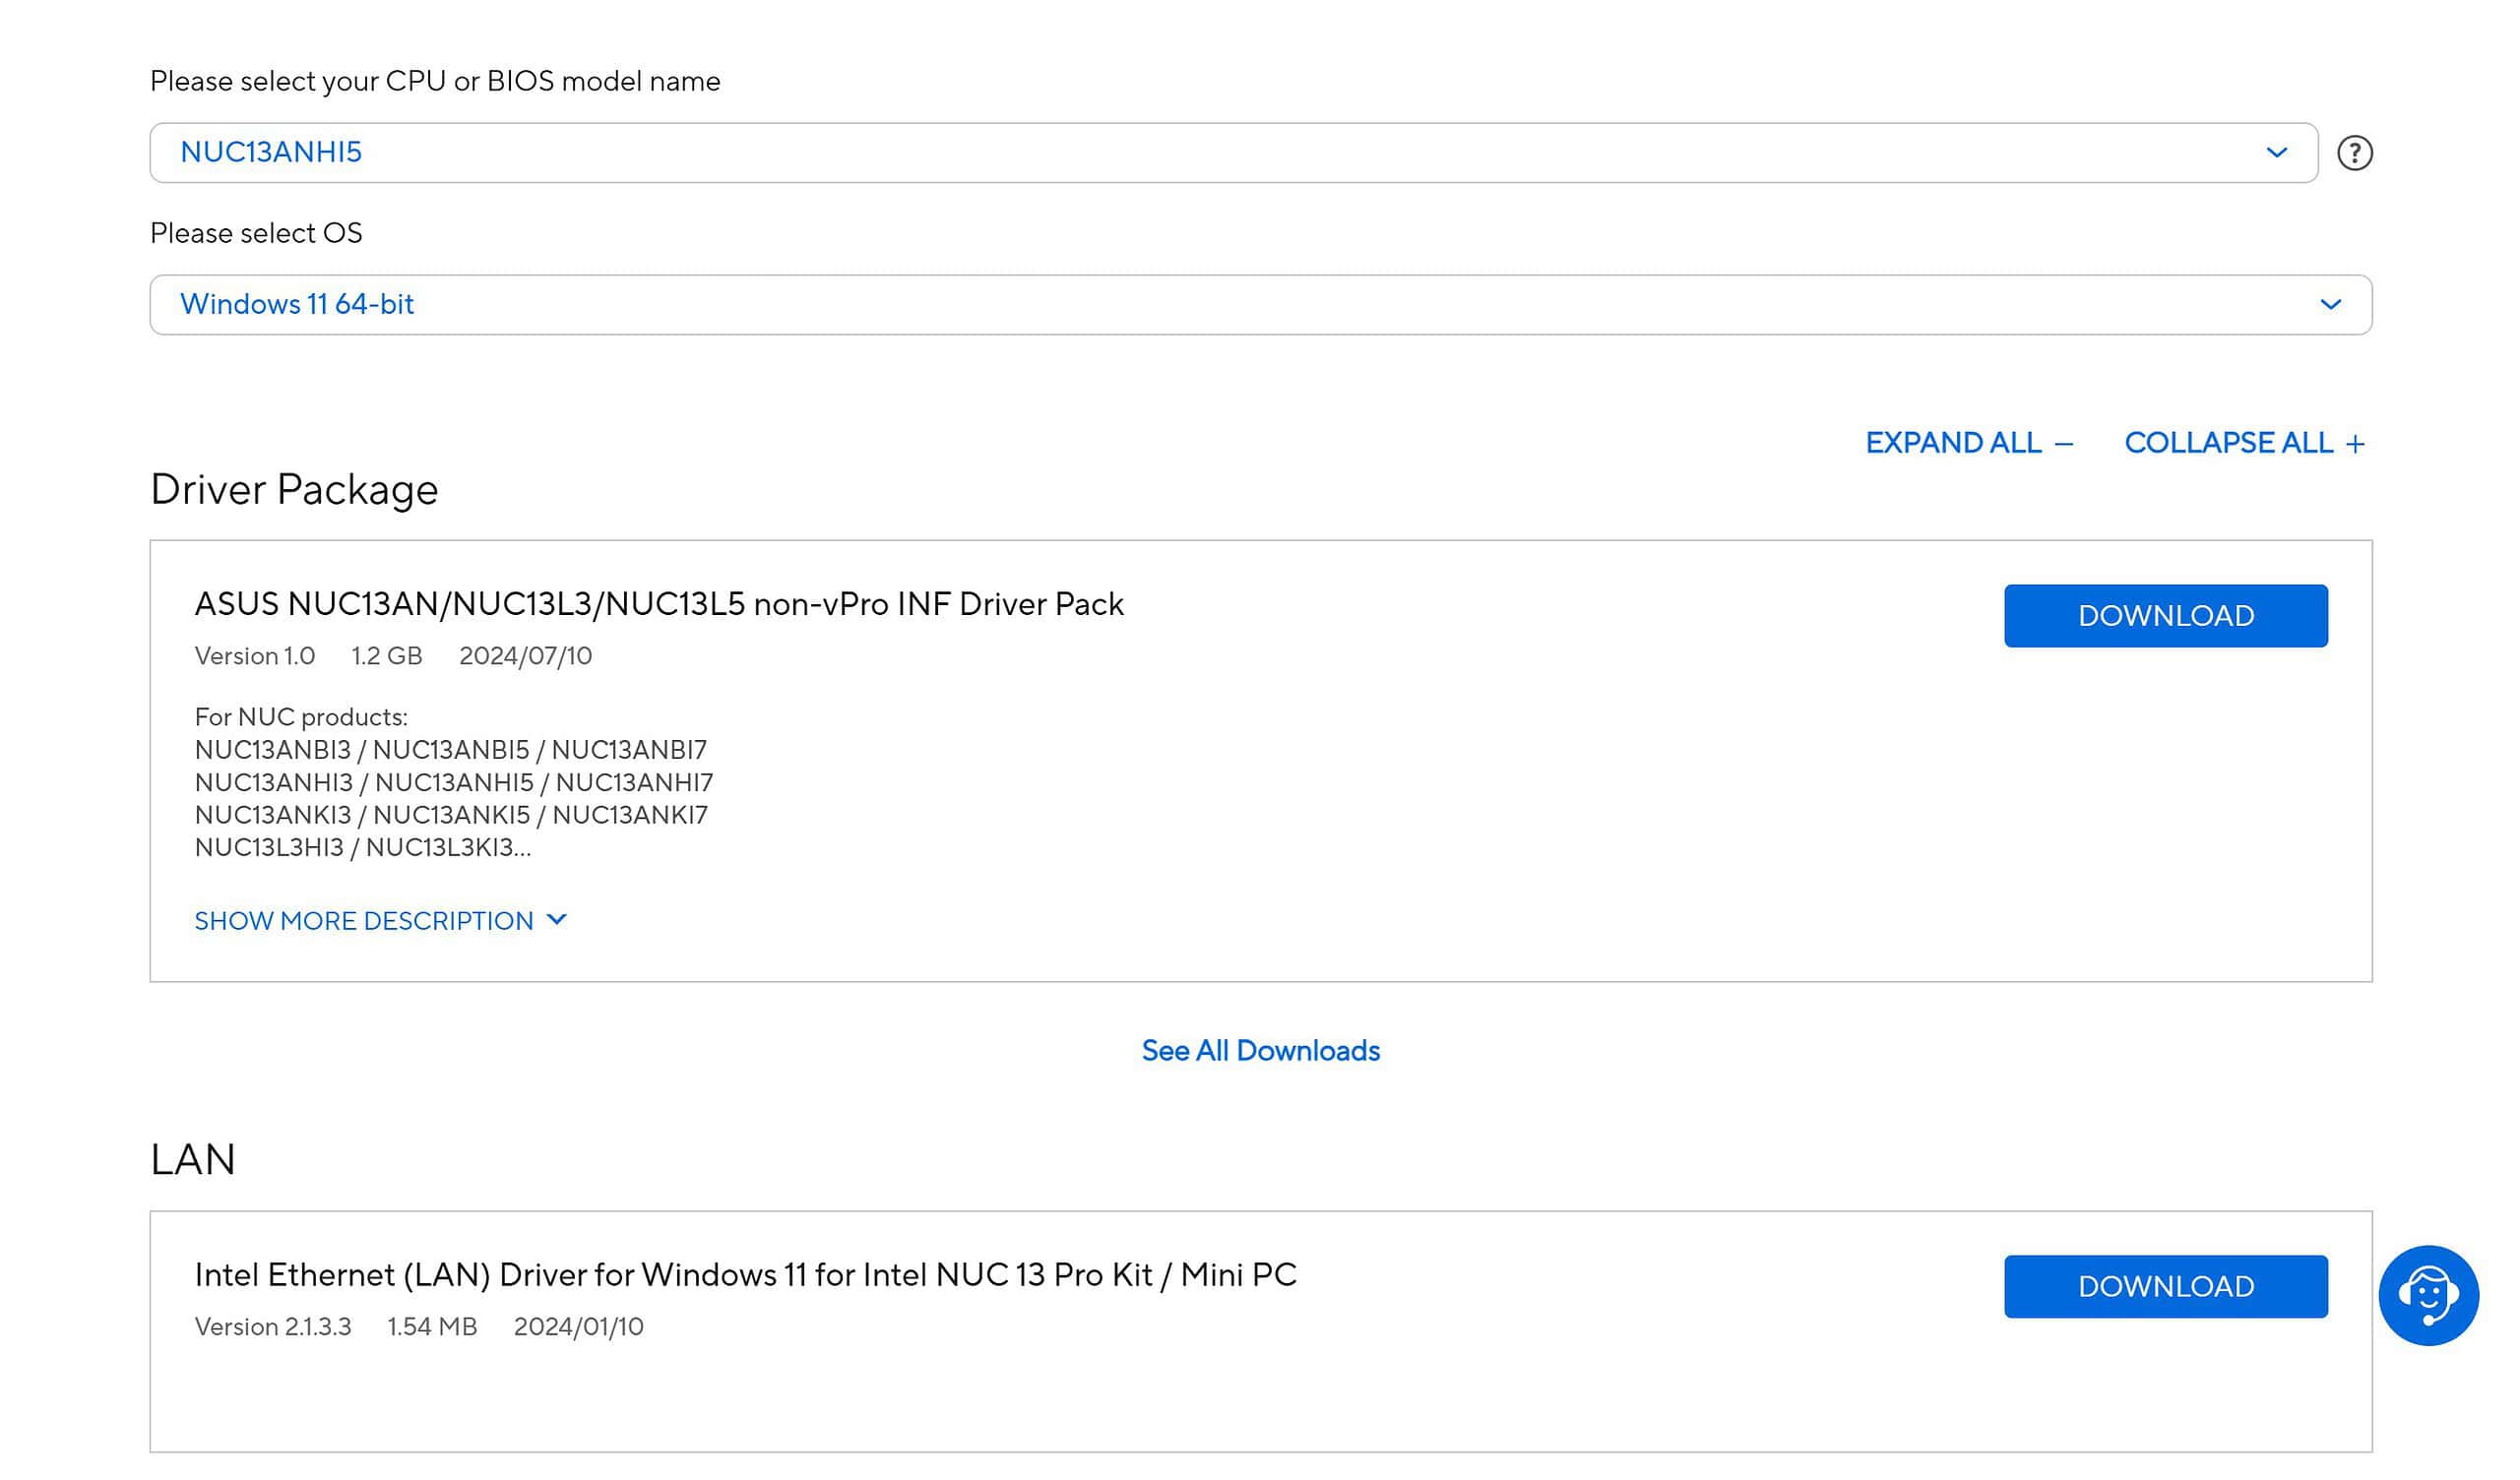 Please select your CPU or BIOS model name
NUC13ANHI5
?
Please select OS
Windows 11 64-bit
EXPAND ALL − COLLAPSE ALL +
Driver Package
ASUS NUC13AN/NUC13L3/NUC13L5 non-vPro INF Driver Pack
DOWNLOAD
Version 1.0 1.2 GB 2024/07/10
For NUC products:
NUC13ANBI3 / NUC13ANBI5 / NUC13ANBI7
NUC13ANHI3 / NUC13ANHI5 / NUC13ANHI7
NUC13ANKI3 / NUC13ANKI5 / NUC13ANKI7
NUC13L3HI3 / NUC13L3KI3...
SHOW MORE DESCRIPTION
See All Downloads
LAN
Intel Ethernet (LAN) Driver for Windows 11 for Intel NUC 13 Pro Kit / Mini PC
DOWNLOAD
Version 2.1.3.3 1.54 MB 2024/01/10